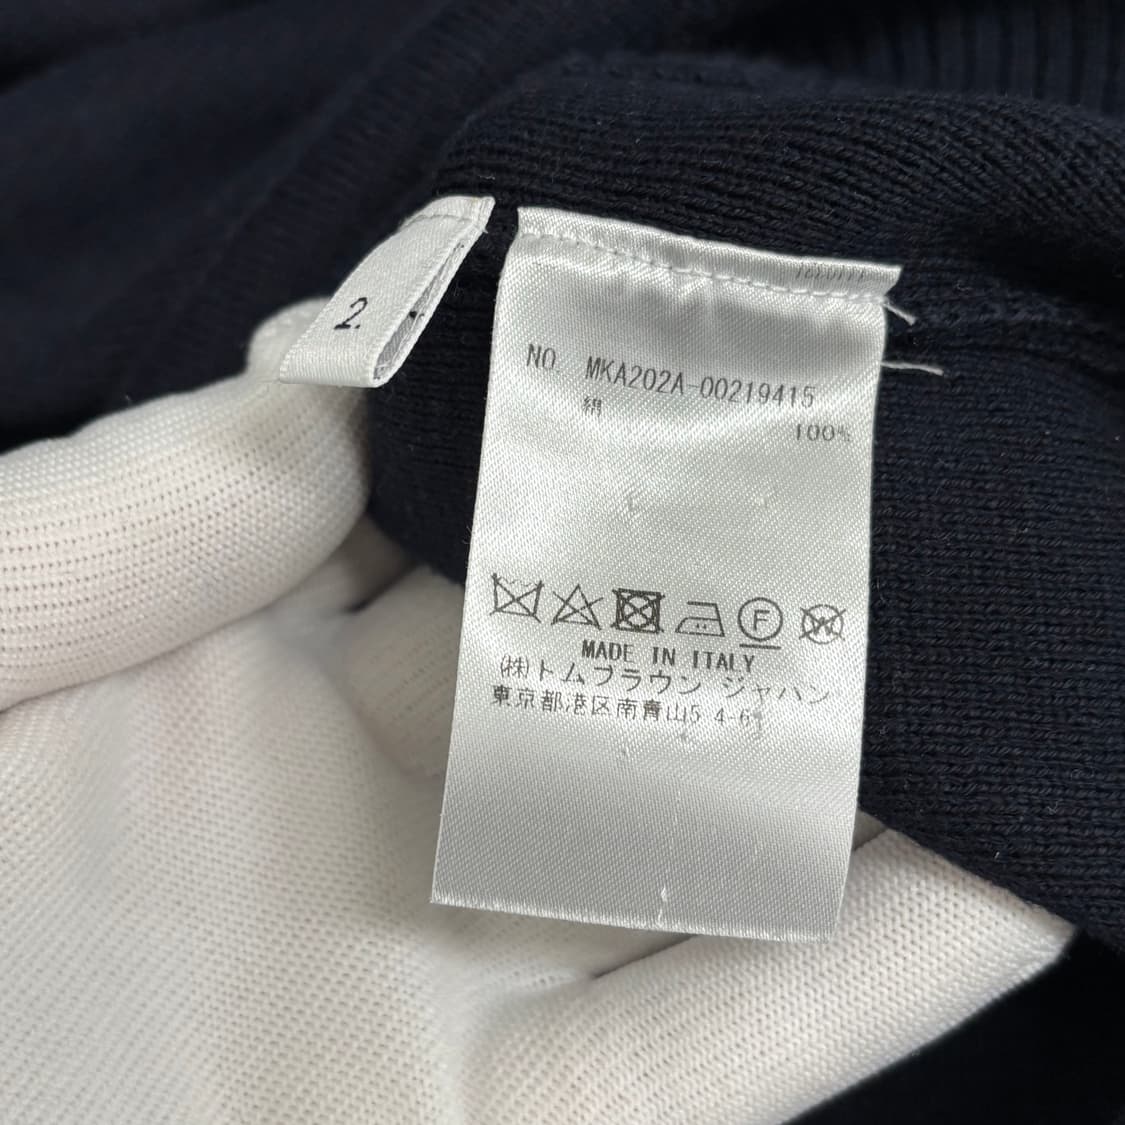 2.
NO. MKA202A-00219415
絹 100%
F
W
MADE IN ITALY
(株)トムブラウン ジャパン
東京都港区南青山5-4-6